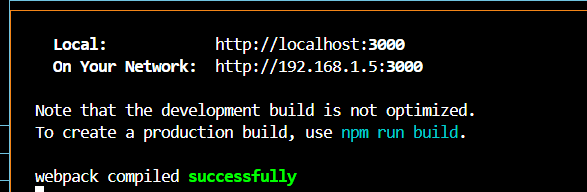 Local: http://localhost:3000
On Your Network: http://192.168.1.5:3000
Note that the development build is not optimized.
To create a production build, use npm run build.
webpack compiled successfully